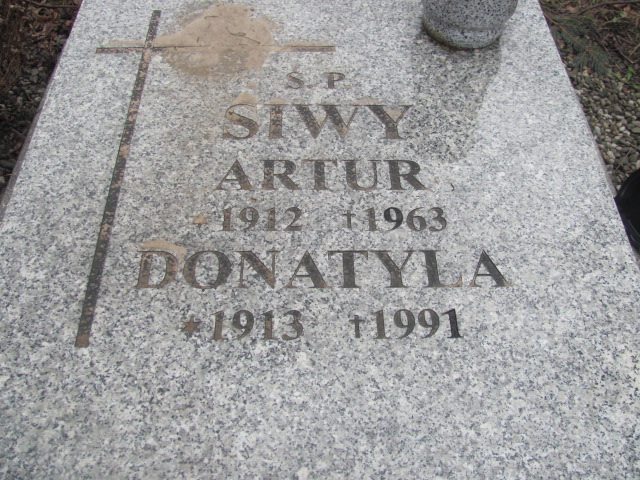 Ś P
SIWY
ARTUR
*1912 †1963
DONATYLA
*1913 †1991